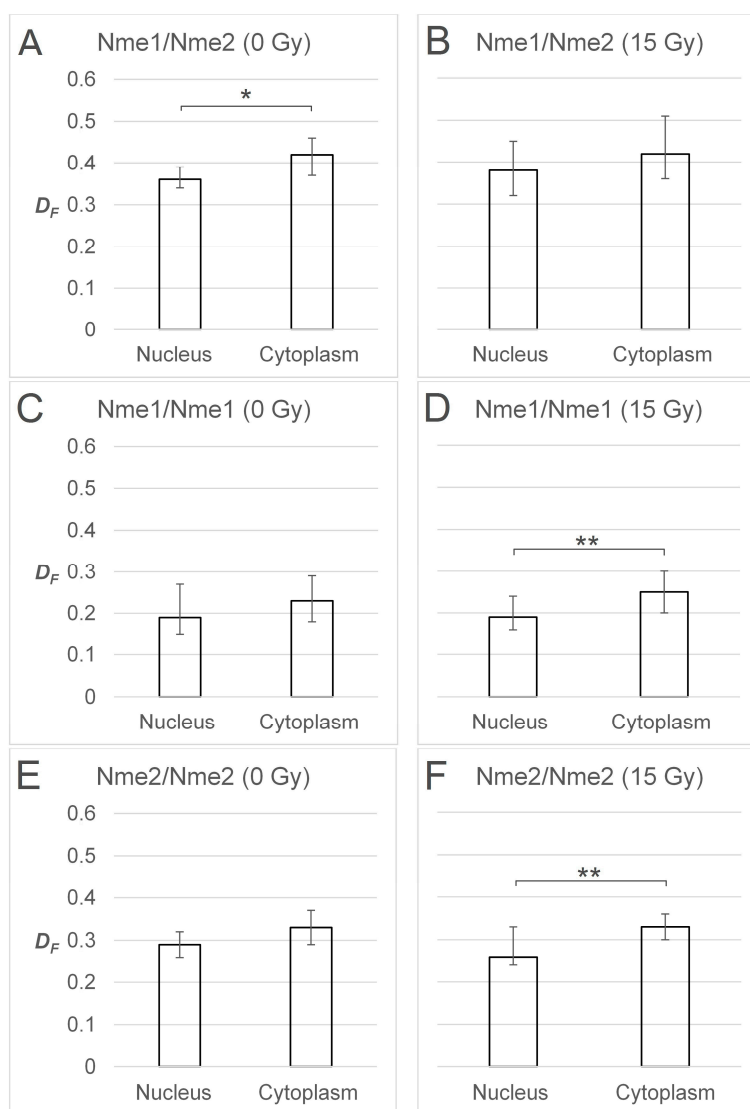 A Nme1/Nme2 (0 Gy)
0.6
*
0.5
0.4
D_F 0.3
0.2
0.1
0
Nucleus Cytoplasm
B Nme1/Nme2 (15 Gy)
Nucleus Cytoplasm
C Nme1/Nme1 (0 Gy)
0.6
0.5
0.4
D_F 0.3
0.2
0.1
0
Nucleus Cytoplasm
D Nme1/Nme1 (15 Gy)
**
Nucleus Cytoplasm
E Nme2/Nme2 (0 Gy)
0.6
0.5
0.4
D_F 0.3
0.2
0.1
0
Nucleus Cytoplasm
F Nme2/Nme2 (15 Gy)
**
Nucleus Cytoplasm